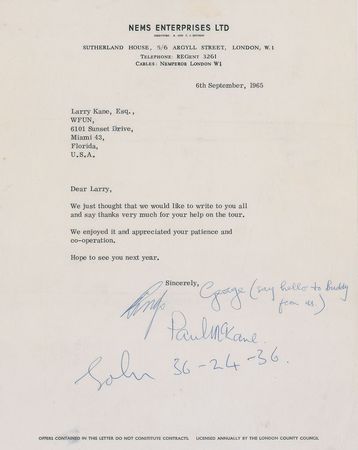 NEMS ENTERPRISES LTD
SUTHERLAND HOUSE, 5/6 ARGYLL STREET, LONDON, W.1
TELEPHONE: REGENT 3261
CABLES: NEMPEROR LONDON W1
6th September, 1965
Larry Kane, Esq.,
WFUN,
6101 Sunset Drive,
Miami 43,
Florida,
U.S.A.
Dear Larry,
We just thought that we would like to write to you all
and say thanks very much for your help on the tour.
We enjoyed it and appreciated your patience and
co-operation.
Hope to see you next year.
Sincerely,
Ringo
George (say hello to Buddy
from us.)
Paul McKane.
John 36-24-36.
OFFERS CONTAINED IN THIS LETTER DO NOT CONSTITUTE CONTRACTS. LICENSED ANNUALLY BY THE LONDON COUNTY COUNCIL